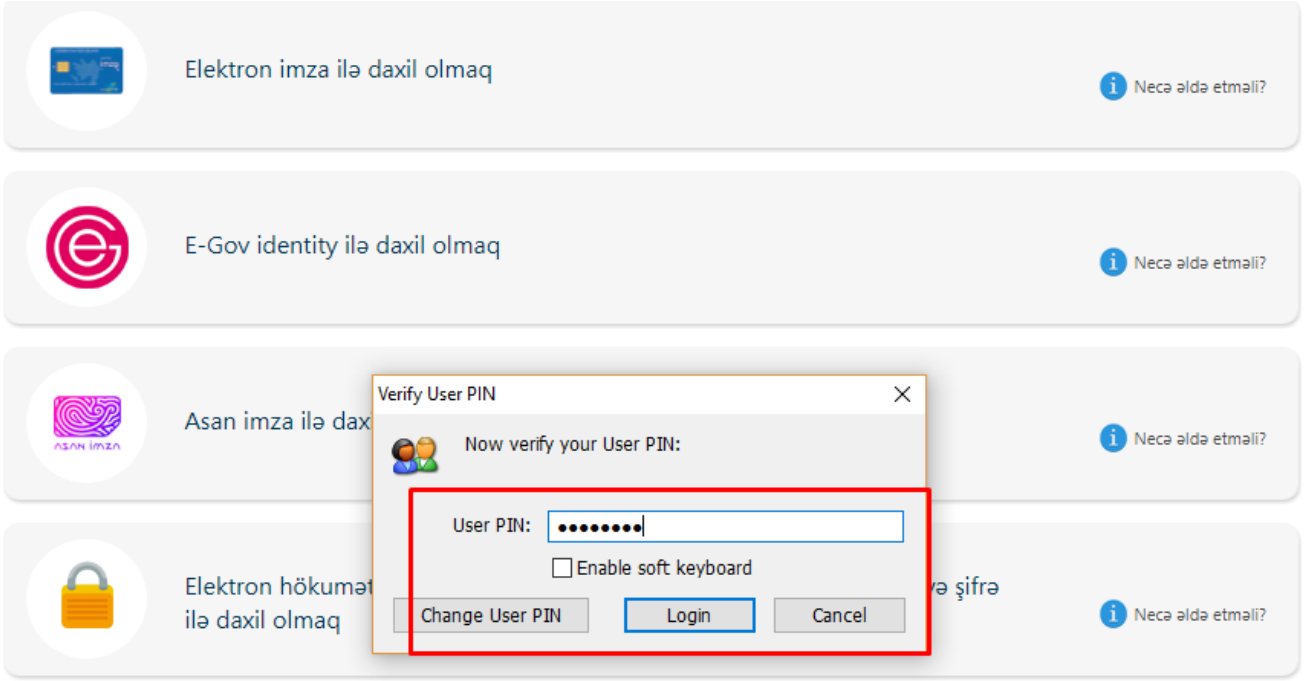 Elektron imza ilə daxil olmaq
Necə əldə etməli?
E-Gov identity ilə daxil olmaq
Necə əldə etməli?
Asan imza ilə dax
ASAN İMZA
Necə əldə etməli?
Verify User PIN
Now verify your User PIN:
User PIN: ••••••••
Enable soft keyboard
Change User PIN Login Cancel
Elektron hökumət və şifrə
ilə daxil olmaq
Necə əldə etməli?